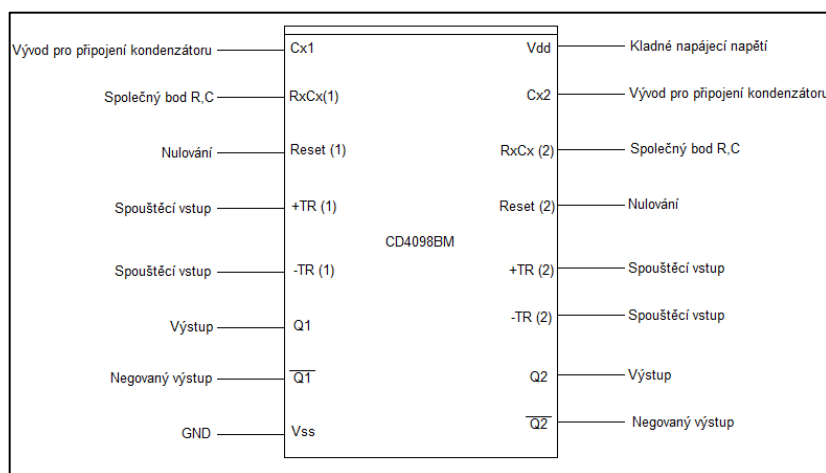 Vývod pro připojení kondenzátoru Cx1 Vdd Kladné napájecí napětí
Společný bod R,C RxCx(1) Cx2 Vývod pro připojení kondenzátoru
Nulování Reset (1) RxCx (2) Společný bod R,C
Spouštěcí vstup +TR (1) Reset (2) Nulování
CD4098BM
Spouštěcí vstup -TR (1) +TR (2) Spouštěcí vstup
Výstup Q1 -TR (2) Spouštěcí vstup
Negovaný výstup Q1 Q2 Výstup
GND Vss Q2 Negovaný výstup